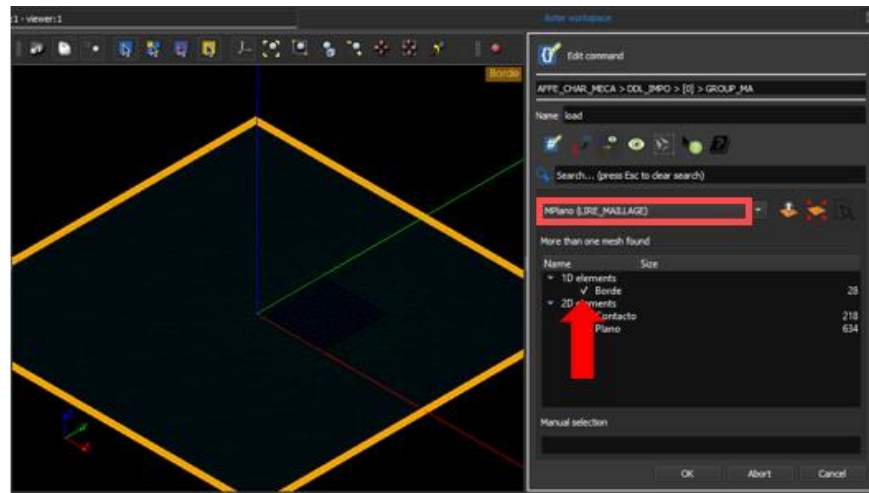 :1 - viewer:1
Aster workspace
Borde
Edit command
AFFE_CHAR_MECA > DDL_IMPO > [0] > GROUP_MA
Name load
Search... (press Esc to clear search)
MPlano (LIRE_MAILLAGE)
More than one mesh found
Name Size
1D elements
Borde 28
2D elements
Contacto 218
Plano 634
Manual selection
OK Abort Cancel